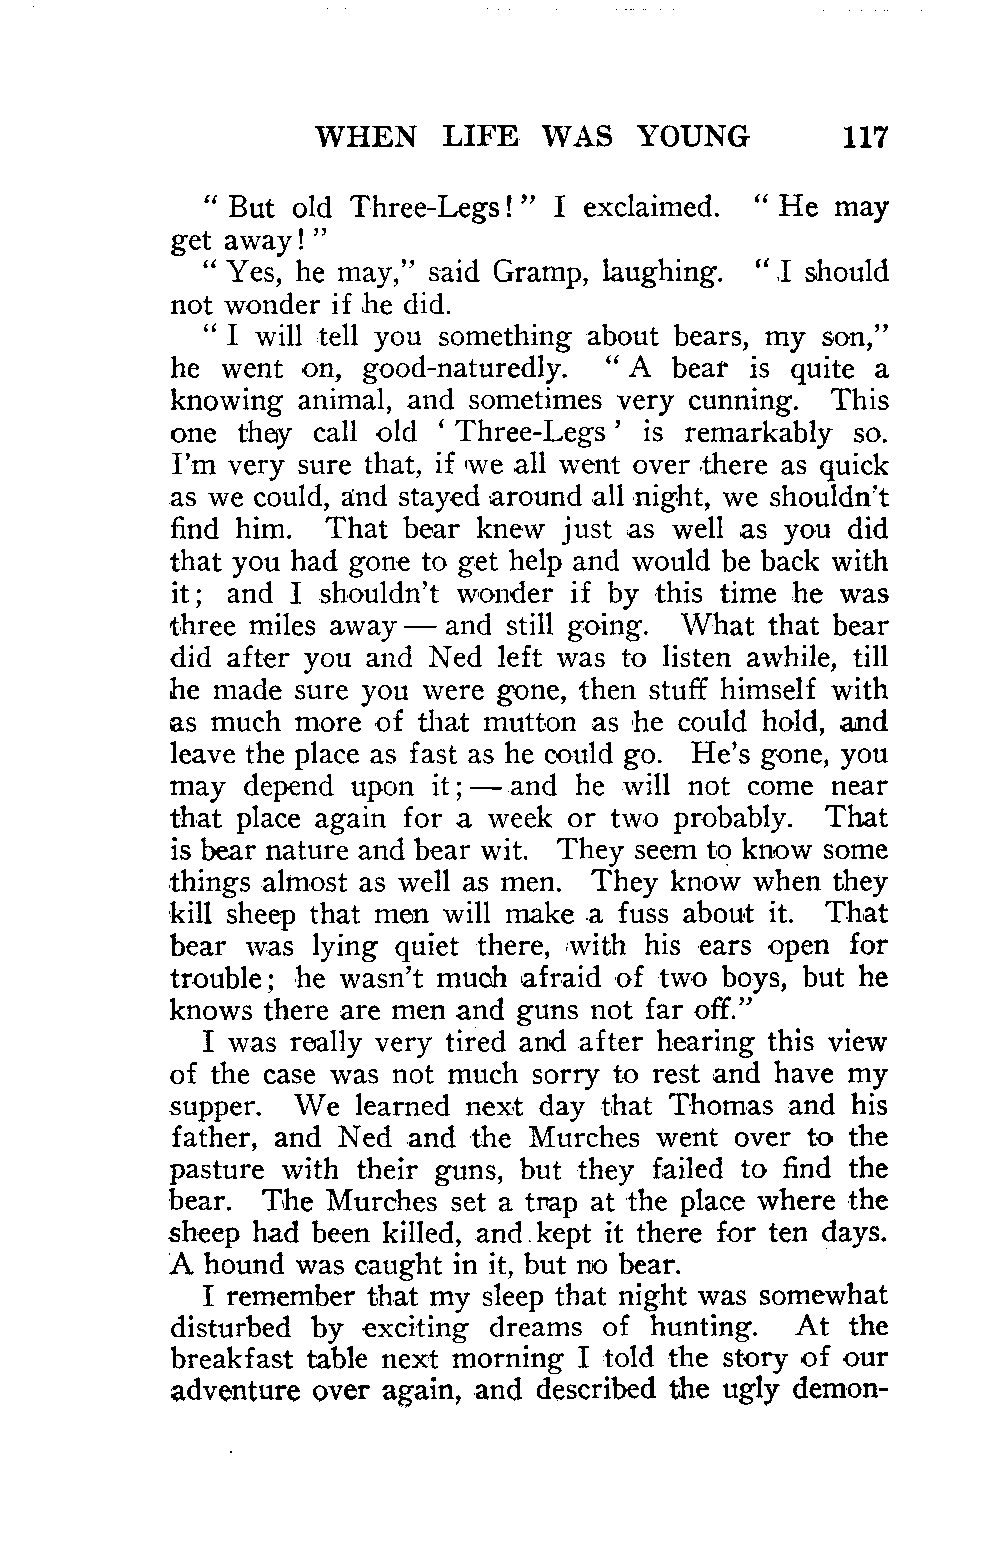 WHEN LIFE WAS YOUNG 117
" But old Three-Legs! " I exclaimed. " He may
get away! "
" Yes, he may," said Gramp, laughing. " I should
not wonder if he did.
" I will tell you something about bears, my son,"
he went on, good-naturedly. " A bear is quite a
knowing animal, and sometimes very cunning. This
one they call old ' Three-Legs ' is remarkably so.
I'm very sure that, if we all went over there as quick
as we could, and stayed around all night, we shouldn't
find him. That bear knew just as well as you did
that you had gone to get help and would be back with
it; and I shouldn't wonder if by this time he was
three miles away — and still going. What that bear
did after you and Ned left was to listen awhile, till
he made sure you were gone, then stuff himself with
as much more of that mutton as he could hold, and
leave the place as fast as he could go. He's gone, you
may depend upon it; — and he will not come near
that place again for a week or two probably. That
is bear nature and bear wit. They seem to know some
things almost as well as men. They know when they
kill sheep that men will make a fuss about it. That
bear was lying quiet there, with his ears open for
trouble; he wasn't much afraid of two boys, but he
knows there are men and guns not far off."
I was really very tired and after hearing this view
of the case was not much sorry to rest and have my
supper. We learned next day that Thomas and his
father, and Ned and the Murches went over to the
pasture with their guns, but they failed to find the
bear. The Murches set a trap at the place where the
sheep had been killed, and kept it there for ten days.
A hound was caught in it, but no bear.
I remember that my sleep that night was somewhat
disturbed by exciting dreams of hunting. At the
breakfast table next morning I told the story of our
adventure over again, and described the ugly demon-